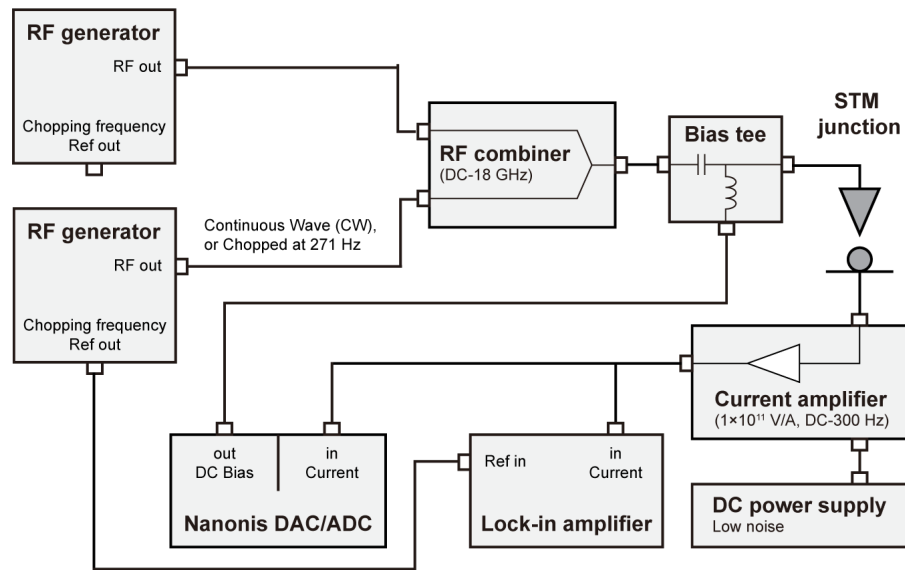 RF generator
RF out
Chopping frequency
Ref out
RF generator
RF out
Chopping frequency
Ref out
Continuous Wave (CW),
or Chopped at 271 Hz
RF combiner
(DC-18 GHz)
Bias tee
STM
junction
Current amplifier
(1×10¹¹ V/A, DC-300 Hz)
DC power supply
Low noise
out
DC Bias
in
Current
Nanonis DAC/ADC
Ref in
in
Current
Lock-in amplifier